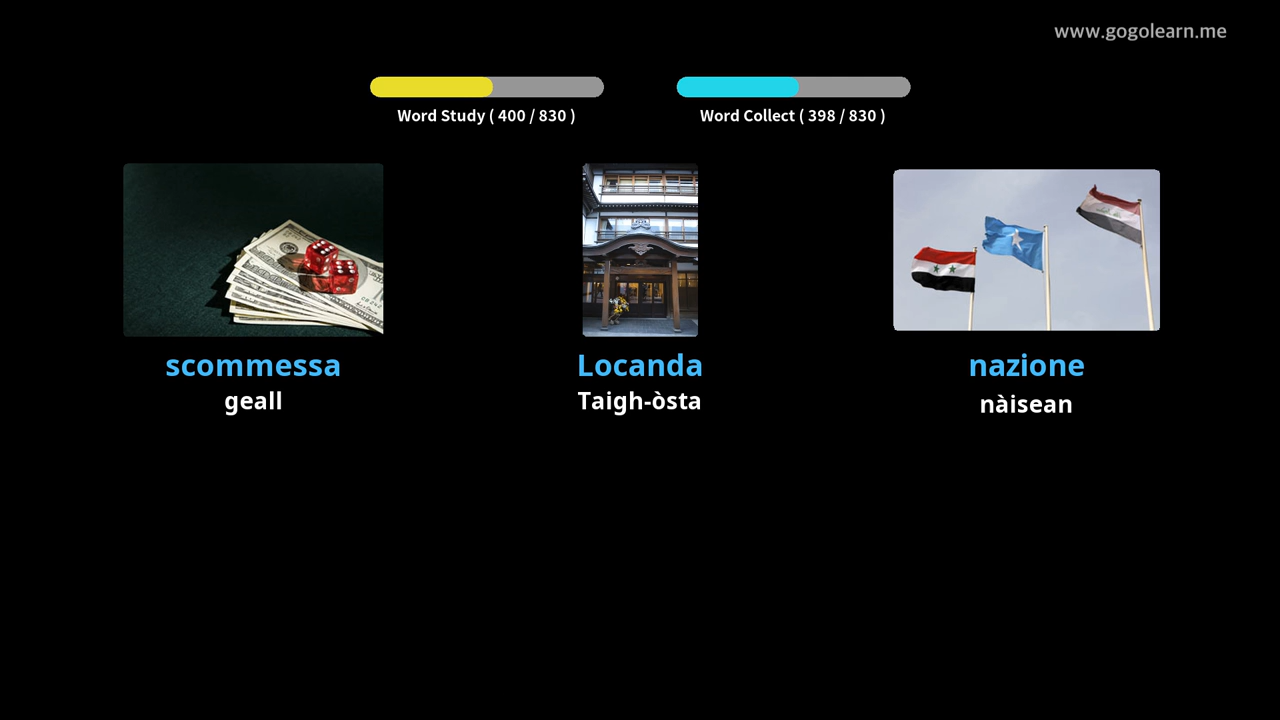 www.gogolearn.me
Word Study ( 400 / 830 )
Word Collect ( 398 / 830 )
scommessa
geall
Locanda
Taigh-òsta
nazione
nàisean